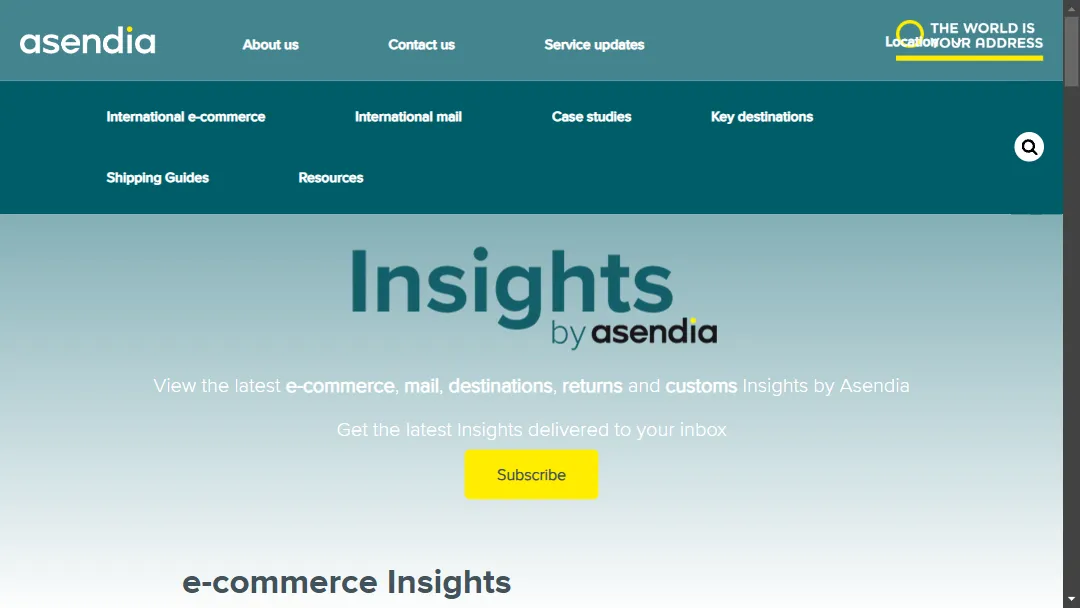 asendia
About us
Contact us
Service updates
Location
THE WORLD IS
YOUR ADDRESS
International e-commerce
International mail
Case studies
Key destinations
Shipping Guides
Resources
Insights
by asendia
View the latest e-commerce, mail, destinations, returns and customs Insights by Asendia
Get the latest Insights delivered to your inbox
Subscribe
e-commerce Insights